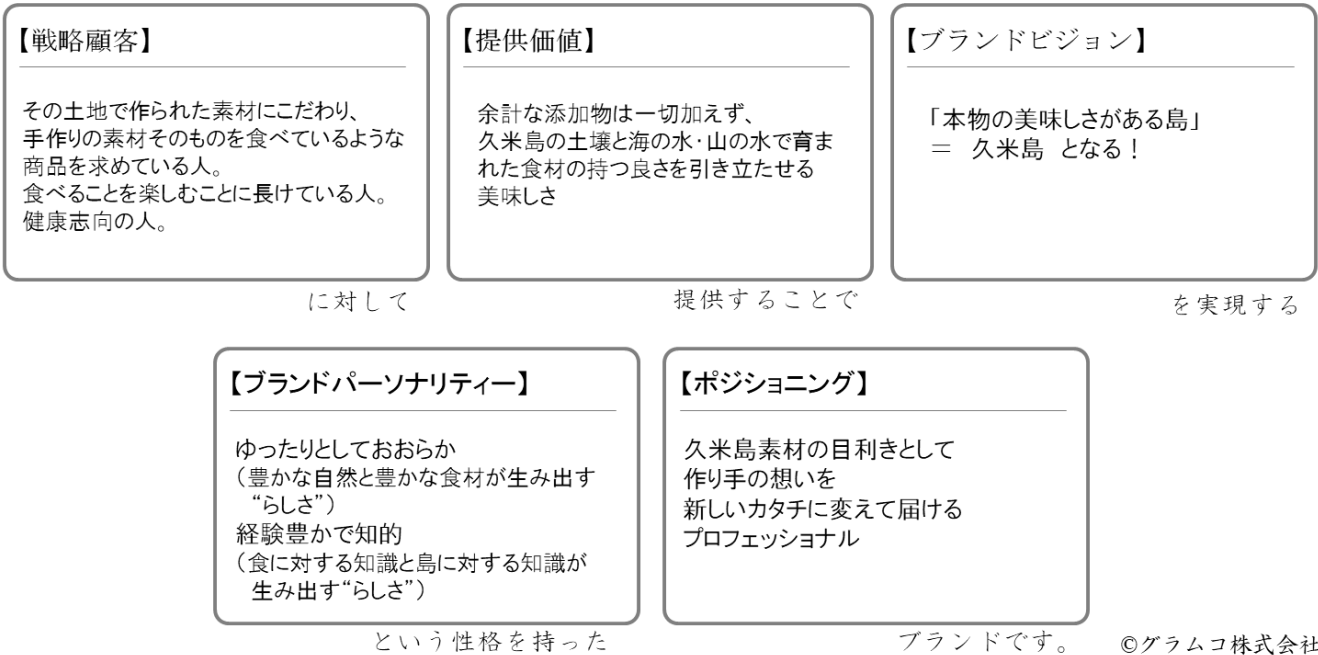 【戦略顧客】
その土地で作られた素材にこだわり、
手作りの素材そのものを食べているような
商品を求めている人。
食べることを楽しむことに長けている人。
健康志向の人。
に対して
【提供価値】
余計な添加物は一切加えず、
久米島の土壌と海の水・山の水で育ま
れた食材の持つ良さを引き立たせる
美味しさ
提供することで
【ブランドビジョン】
「本物の美味しさがある島」
＝ 久米島 となる！
を実現する
【ブランドパーソナリティー】
ゆったりとしておおらか
（豊かな自然と豊かな食材が生み出す
“らしさ”）
経験豊かで知的
（食に対する知識と島に対する知識が
生み出す“らしさ”）
という性格を持った
【ポジショニング】
久米島素材の目利きとして
作り手の想いを
新しいカタチに変えて届ける
プロフェッショナル
ブランドです。
©グラムコ株式会社